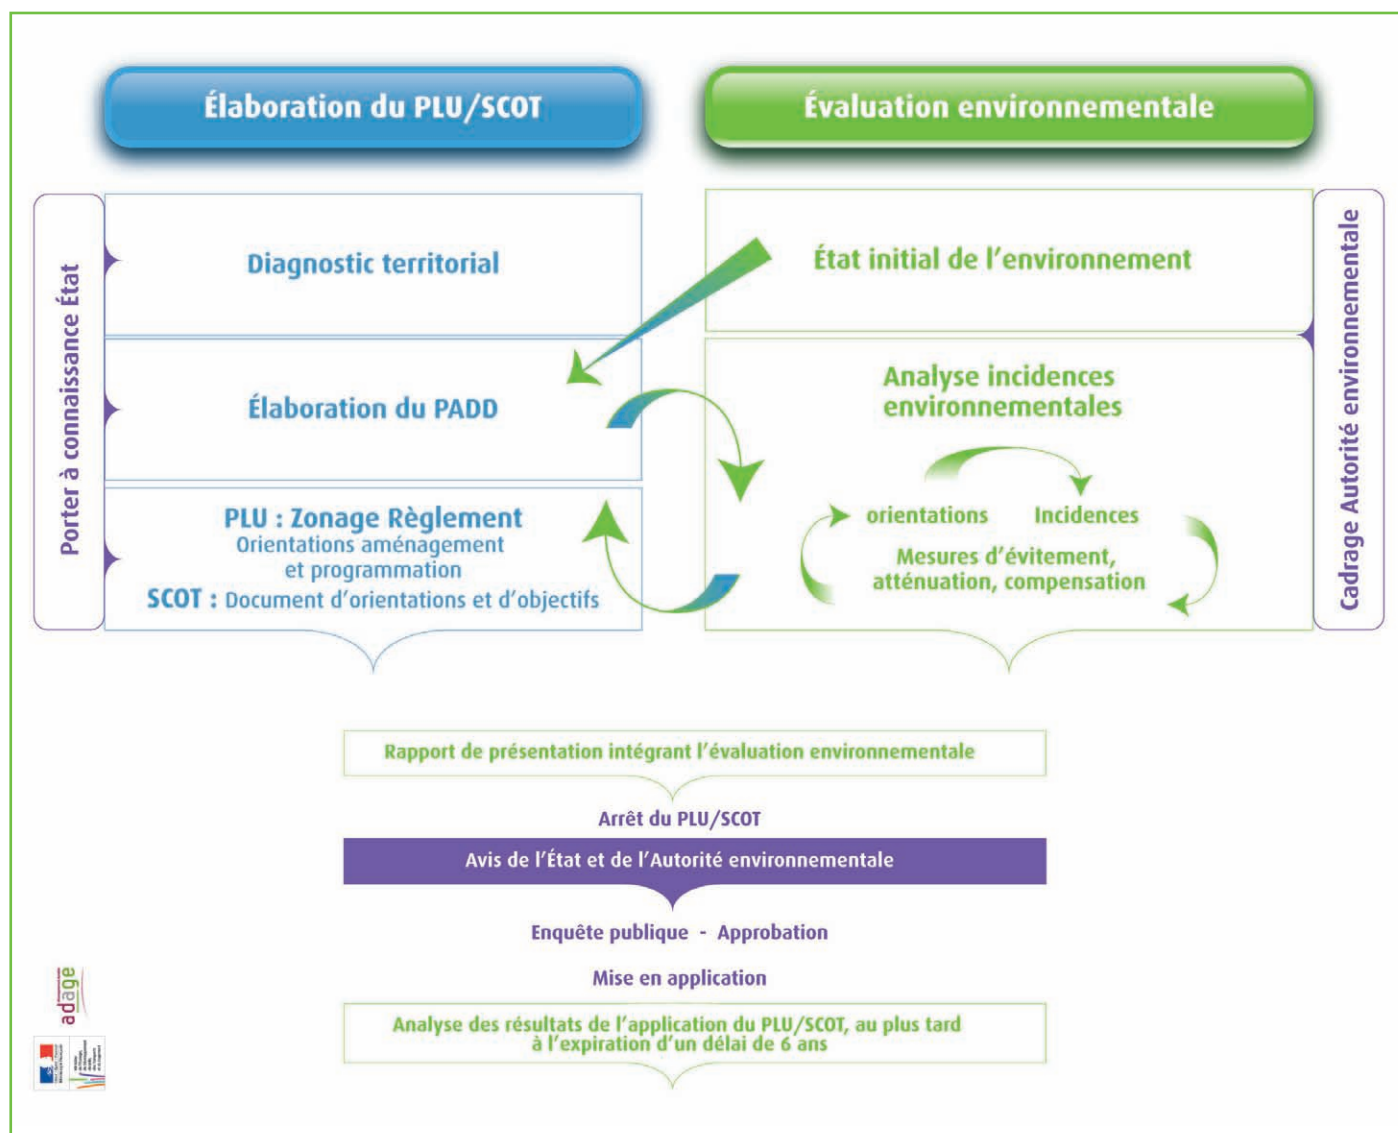 Élaboration du PLU/SCOT
Évaluation environnementale
Porter à connaissance État
Diagnostic territorial
État initial de l'environnement
Cadrage Autorité environnementale
Élaboration du PADD
Analyse incidences
environnementales
orientations
Incidences
Mesures d'évitement,
atténuation, compensation
PLU : Zonage Règlement
Orientations aménagement
et programmation
SCOT : Document d'orientations et d'objectifs
Rapport de présentation intégrant l'évaluation environnementale
Arrêt du PLU/SCOT
Avis de l'État et de l'Autorité environnementale
Enquête publique - Approbation
Mise en application
Analyse des résultats de l'application du PLU/SCOT, au plus tard
à l'expiration d'un délai de 6 ans
adage